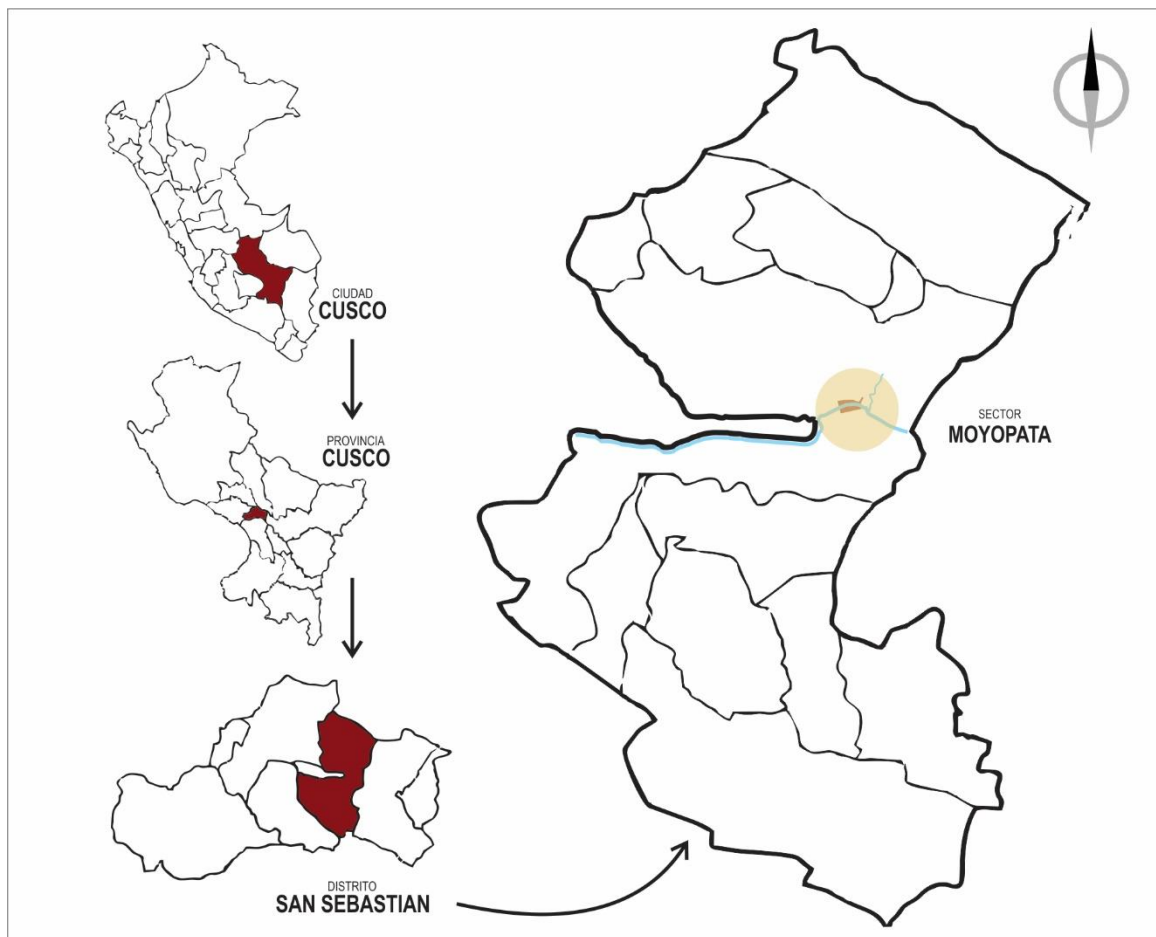 CIUDAD
CUSCO
PROVINCIA
CUSCO
SECTOR
MOYOPATA
DISTRITO
SAN SEBASTIAN